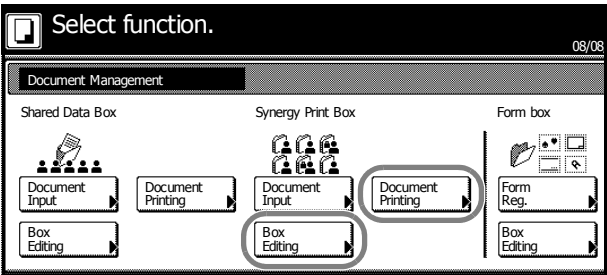 Select function.
08/08
Document Management
Shared Data Box
Synergy Print Box
Form box
Document
Input
Document
Printing
Document
Input
Document
Printing
Form
Reg.
Box
Editing
Box
Editing
Box
Editing